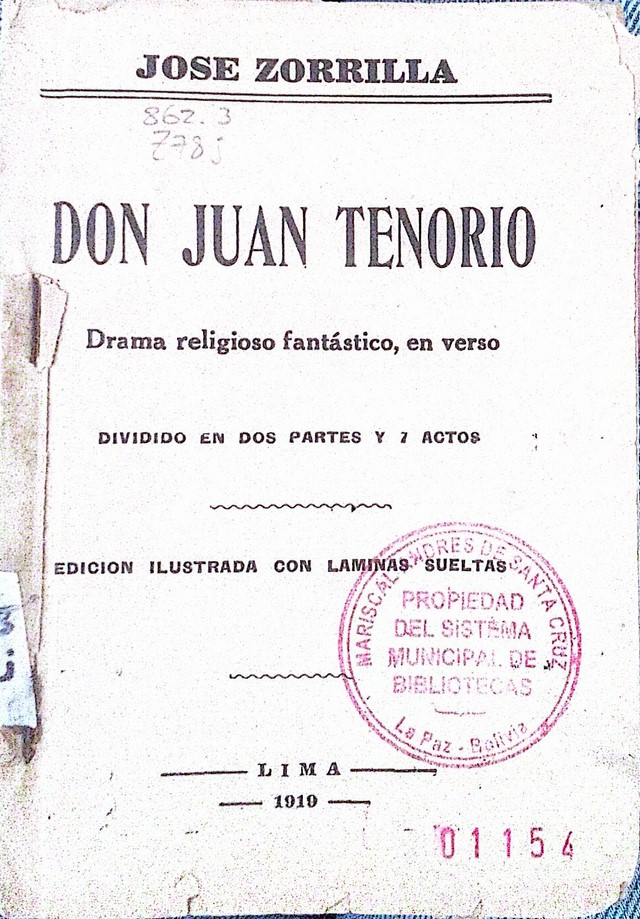 JOSE ZORRILLA
862.3
Z78j
DON JUAN TENORIO
Drama religioso fantástico, en verso
DIVIDIDO EN DOS PARTES Y 7 ACTOS
EDICION ILUSTRADA CON LAMINAS SUELTAS
MARISCAL ANDRES DE SANTA CRUZ
PROPIEDAD
DEL SISTEMA
MUNICIPAL DE
BIBLIOTECAS
La Paz - Bolivia
3
J
LIMA
1919
01154